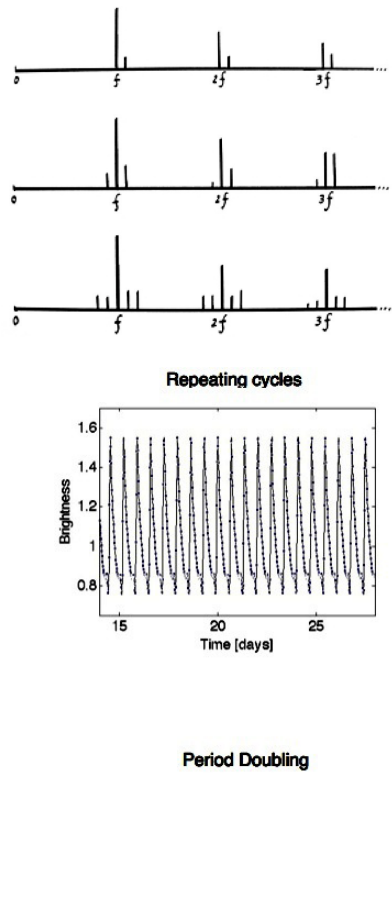 0 f 2f 3f ...
0 f 2f 3f ...
0 f 2f 3f ...
Repeating cycles
1.6
1.4
1.2
1
0.8
Brightness
15 20 25
Time [days]
Period Doubling